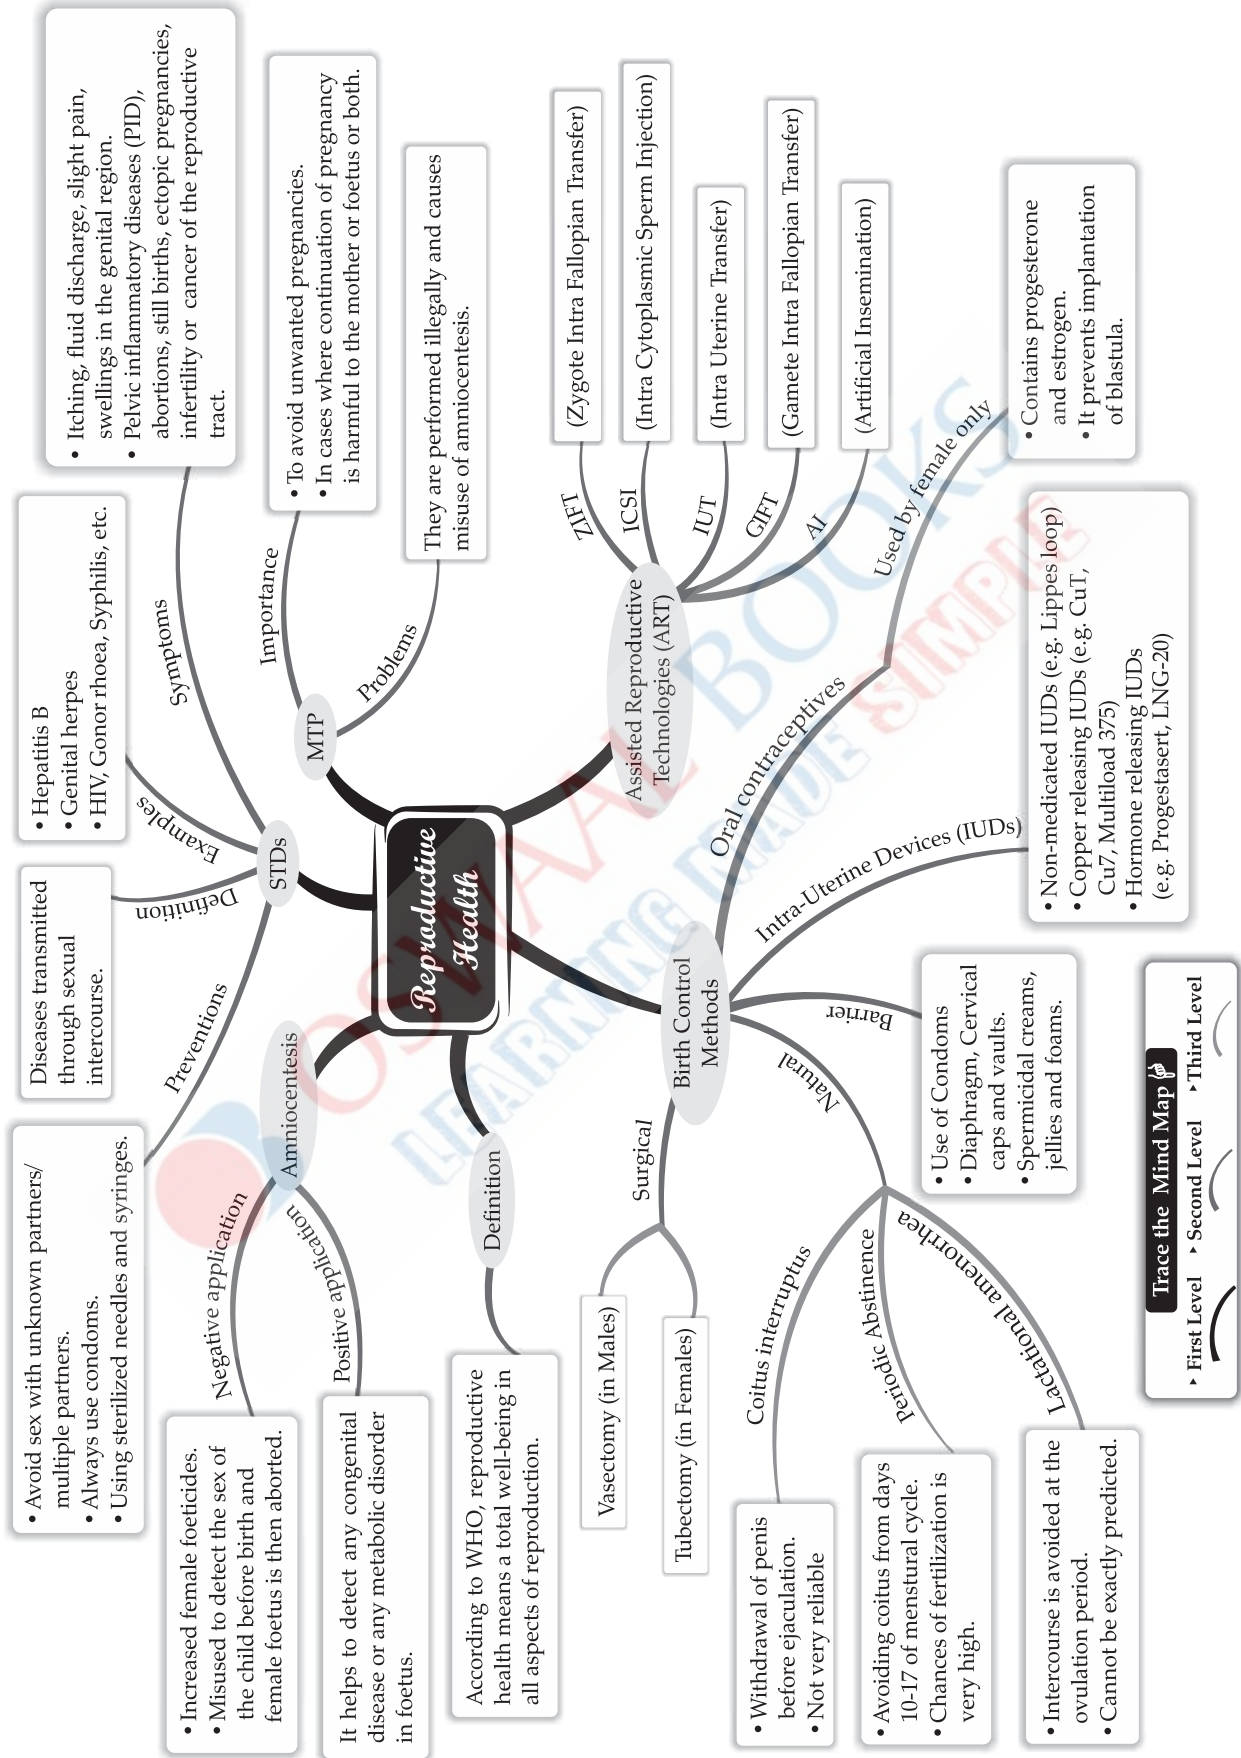 Reproductive
Health
STDs
Symptoms
• Itching, fluid discharge, slight pain,
swellings in the genital region.
• Pelvic inflammatory diseases (PID),
abortions, still births, ectopic pregnancies,
infertility or cancer of the reproductive
tract.
Examples
• Hepatitis B
• Genital herpes
• HIV, Gonor rhoea, Syphilis, etc.
Definition
Diseases transmitted
through sexual
intercourse.
Preventions
• Avoid sex with unknown partners/
multiple partners.
• Always use condoms.
• Using sterilized needles and syringes.
MTP
Importance
• To avoid unwanted pregnancies.
• In cases where continuation of pregnancy
is harmful to the mother or foetus or both.
Problems
They are performed illegally and causes
misuse of amniocentesis.
Assisted Reproductive
Technologies (ART)
ZIFT
(Zygote Intra Fallopian Transfer)
ICSI
(Intra Cytoplasmic Sperm Injection)
IUT
(Intra Uterine Transfer)
GIFT
(Gamete Intra Fallopian Transfer)
AI
(Artificial Insemination)
Amniocentesis
Negative application
• Increased female foeticides.
• Misused to detect the sex of
the child before birth and
female foetus is then aborted.
Positive application
It helps to detect any congenital
disease or any metabolic disorder
in foetus.
Definition
According to WHO, reproductive
health means a total well-being in
all aspects of reproduction.
Birth Control
Methods
Surgical
Vasectomy (in Males)
Tubectomy (in Females)
Natural
Coitus interruptus
• Withdrawal of penis
before ejaculation.
• Not very reliable
Periodic Abstinence
• Avoiding coitus from days
10-17 of menstural cycle.
• Chances of fertilization is
very high.
Lactational amenorrhea
• Intercourse is avoided at the
ovulation period.
• Cannot be exactly predicted.
Barrier
• Use of Condoms
• Diaphragm, Cervical
caps and vaults.
• Spermicidal creams,
jellies and foams.
Intra-Uterine Devices (IUDs)
• Non-medicated IUDs (e.g. Lippes loop)
• Copper releasing IUDs (e.g. CuT,
Cu7, Multiload 375)
• Hormone releasing IUDs
(e.g. Progestasert, LNG-20)
Oral contraceptives
Used by female only
• Contains progesterone
and estrogen.
• It prevents implantation
of blastula.
Trace the Mind Map
First Level
Second Level
Third Level
OSWAAL BOOKS
LEARNING MADE SIMPLE